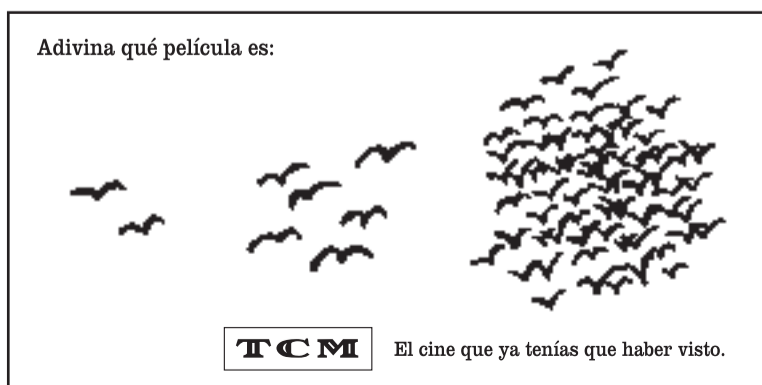 Adivina qué película es:
TCM
El cine que ya tenías que haber visto.